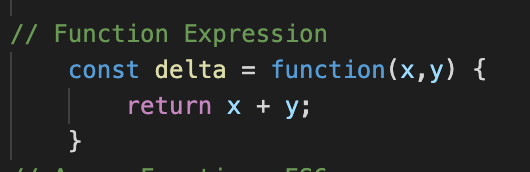 // Function Expression
const delta = function(x,y) {
return x + y;
}